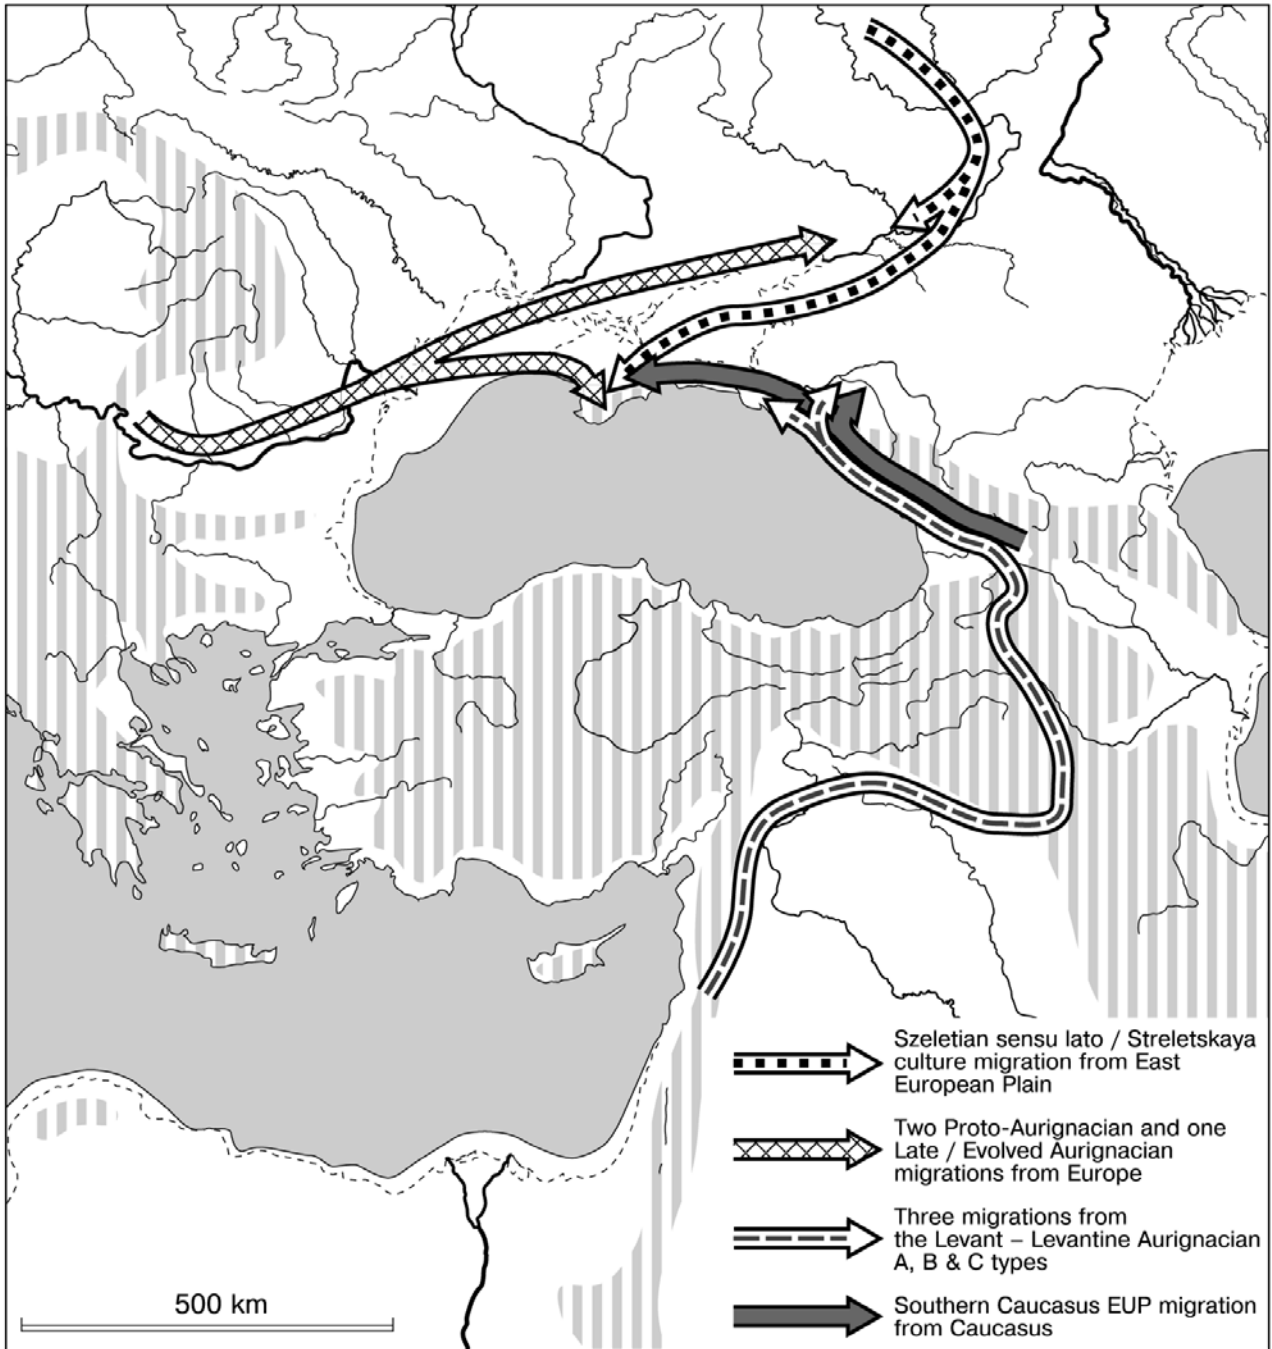 Szeletian sensu lato / Streletskaya
culture migration from East
European Plain
Two Proto-Aurignacian and one
Late / Evolved Aurignacian
migrations from Europe
Three migrations from
the Levant – Levantine Aurignacian
A, B & C types
Southern Caucasus EUP migration
from Caucasus
500 km